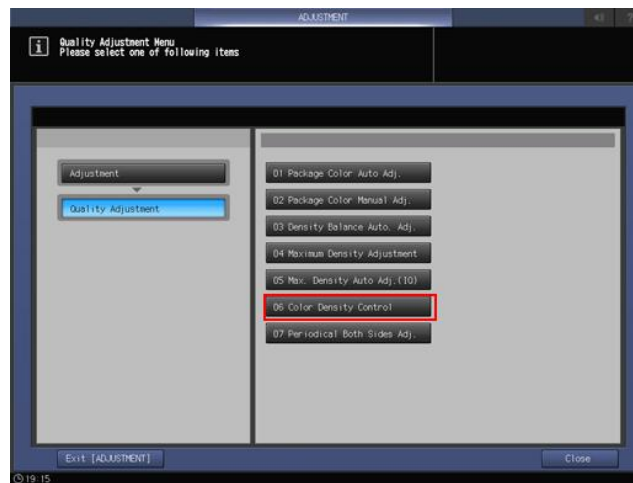 ADJUSTMENT
Quality Adjustment Menu
Please select one of following items
Adjustment
Quality Adjustment
01 Package Color Auto Adj.
02 Package Color Manual Adj.
03 Density Balance Auto. Adj.
04 Maximum Density Adjustment
05 Max. Density Auto Adj.(IQ)
06 Color Density Control
07 Periodical Both Sides Adj.
Exit [ADJUSTMENT]
Close
19:15